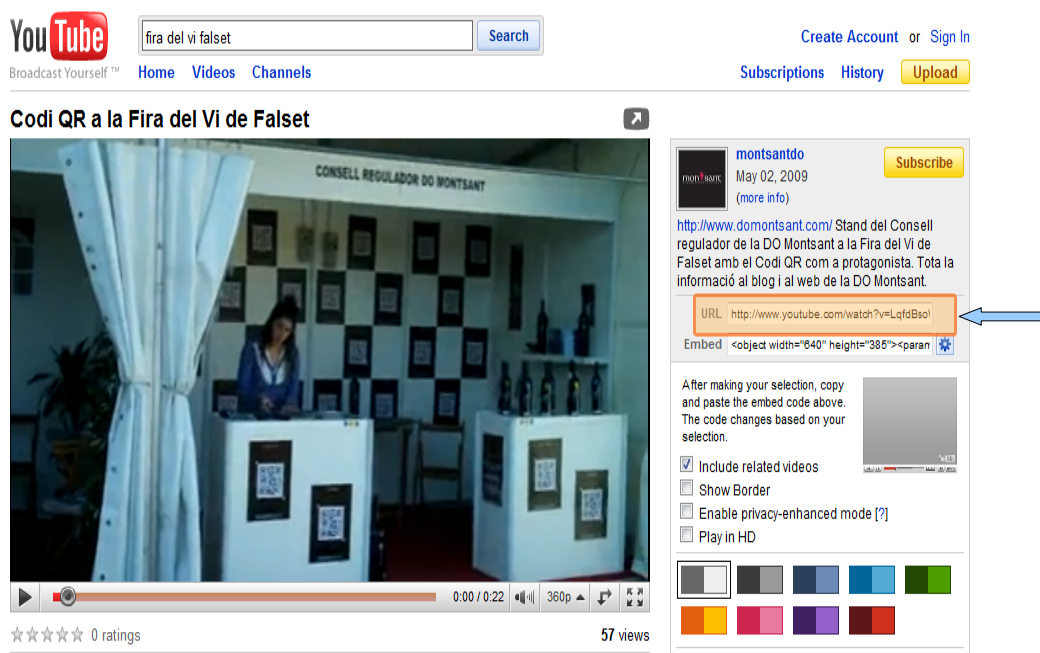 You Tube
Broadcast Yourself ™
fira del vi falset
Search
Create Account or Sign In
Home Videos Channels
Subscriptions History Upload
Codi QR a la Fira del Vi de Falset
CONSELL REGULADOR DO MONTSANT
montsant
montsantdo
May 02, 2009
(more info)
Subscribe
http://www.domontsant.com/ Stand del Consell
regulador de la DO Montsant a la Fira del Vi de
Falset amb el Codi QR com a protagonista. Tota la
informació al blog i al web de la DO Montsant.
URL http://www.youtube.com/watch?v=LqfdBso
Embed <object width="640" height="385"><param
After making your selection, copy
and paste the embed code above.
The code changes based on your
selection.
Include related videos
Show Border
Enable privacy-enhanced mode [?]
Play in HD
0:00 / 0:22 360p
0 ratings
57 views